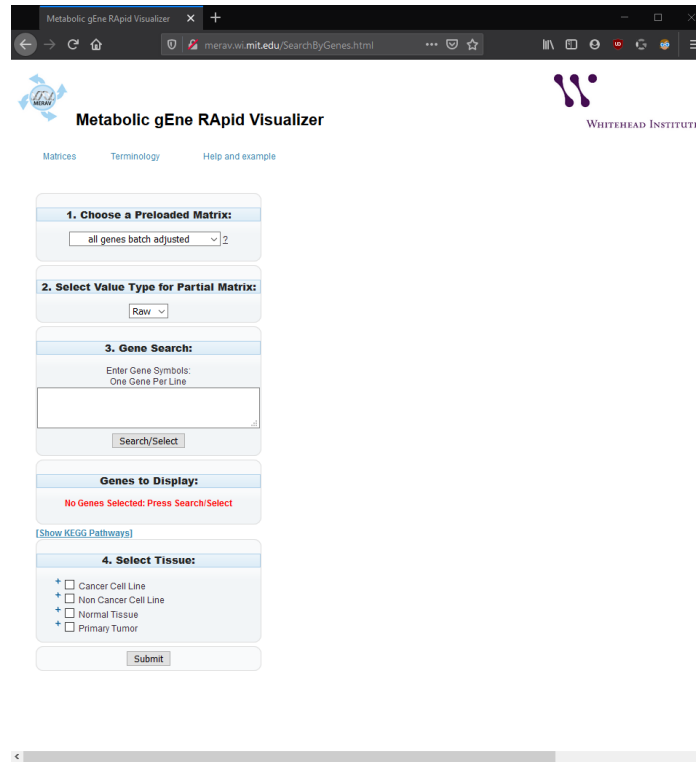 Metabolic gEne RApid Visualizer
merav.wi.mit.edu/SearchByGenes.html
MERAV
Metabolic gEne RApid Visualizer
WHITEHEAD INSTITUTE
Matrices Terminology Help and example
1. Choose a Preloaded Matrix:
all genes batch adjusted ?
2. Select Value Type for Partial Matrix:
Raw
3. Gene Search:
Enter Gene Symbols:
One Gene Per Line
Search/Select
Genes to Display:
No Genes Selected: Press Search/Select
[Show KEGG Pathways]
4. Select Tissue:
+ Cancer Cell Line
+ Non Cancer Cell Line
+ Normal Tissue
+ Primary Tumor
Submit